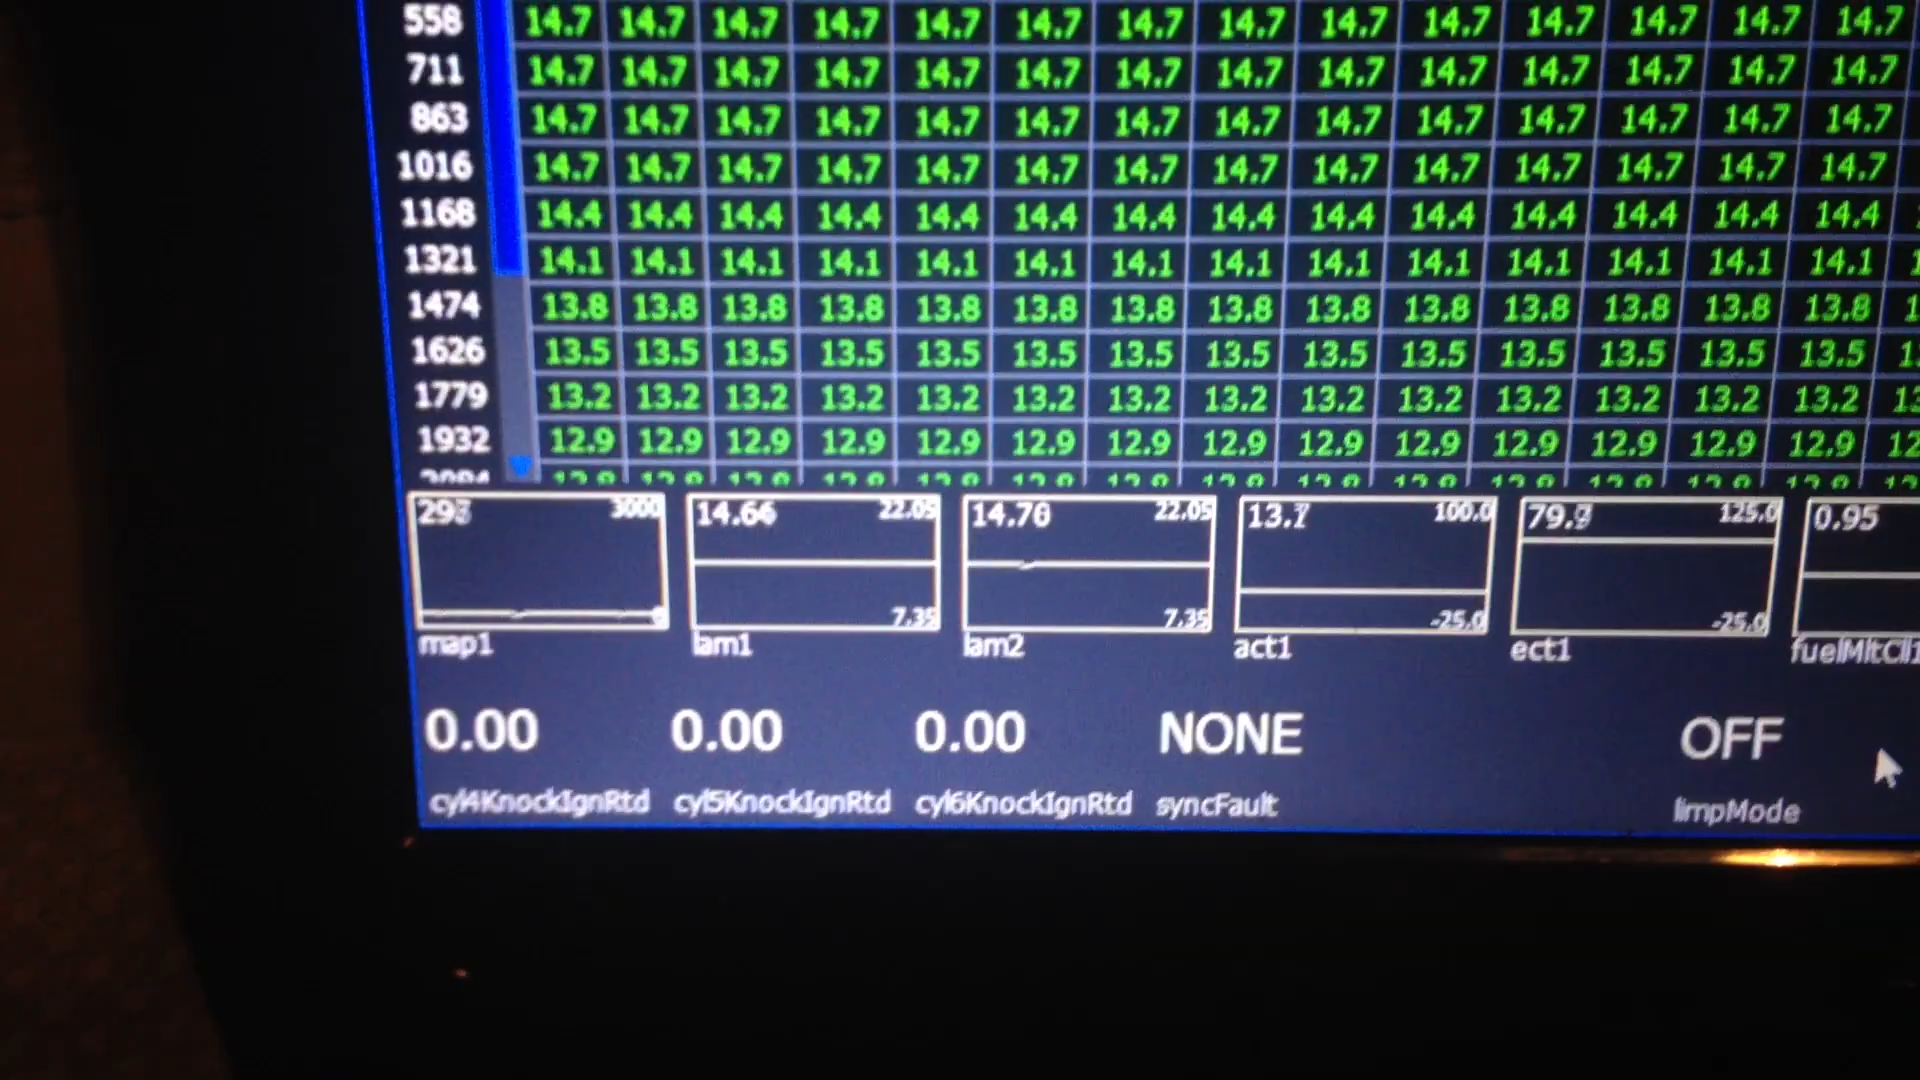 558 14.7 14.7 14.7 14.7 14.7 14.7 14.7 14.7 14.7 14.7 14.7 14.7 14.7 14.7
711 14.7 14.7 14.7 14.7 14.7 14.7 14.7 14.7 14.7 14.7 14.7 14.7 14.7 14.7
863 14.7 14.7 14.7 14.7 14.7 14.7 14.7 14.7 14.7 14.7 14.7 14.7 14.7 14.7
1016 14.7 14.7 14.7 14.7 14.7 14.7 14.7 14.7 14.7 14.7 14.7 14.7 14.7 14.7
1168 14.4 14.4 14.4 14.4 14.4 14.4 14.4 14.4 14.4 14.4 14.4 14.4 14.4 14.4
1321 14.1 14.1 14.1 14.1 14.1 14.1 14.1 14.1 14.1 14.1 14.1 14.1 14.1 14.1
1474 13.8 13.8 13.8 13.8 13.8 13.8 13.8 13.8 13.8 13.8 13.8 13.8 13.8 13.8
1626 13.5 13.5 13.5 13.5 13.5 13.5 13.5 13.5 13.5 13.5 13.5 13.5 13.5 13.5
1779 13.2 13.2 13.2 13.2 13.2 13.2 13.2 13.2 13.2 13.2 13.2 13.2 13.2 13.2
1932 12.9 12.9 12.9 12.9 12.9 12.9 12.9 12.9 12.9 12.9 12.9 12.9 12.9 12.9
3000 14.66 22.05 14.70 22.05 13.7 100.0 79.9 125.0 0.95
7.35 7.35 -25.0 -25.0
map1 lam1 lam2 act1 ect1 fuelMltCll1
0.00 0.00 0.00 NONE OFF
cyl4KnockIgnRtd cyl5KnockIgnRtd cyl6KnockIgnRtd syncFault limpMode